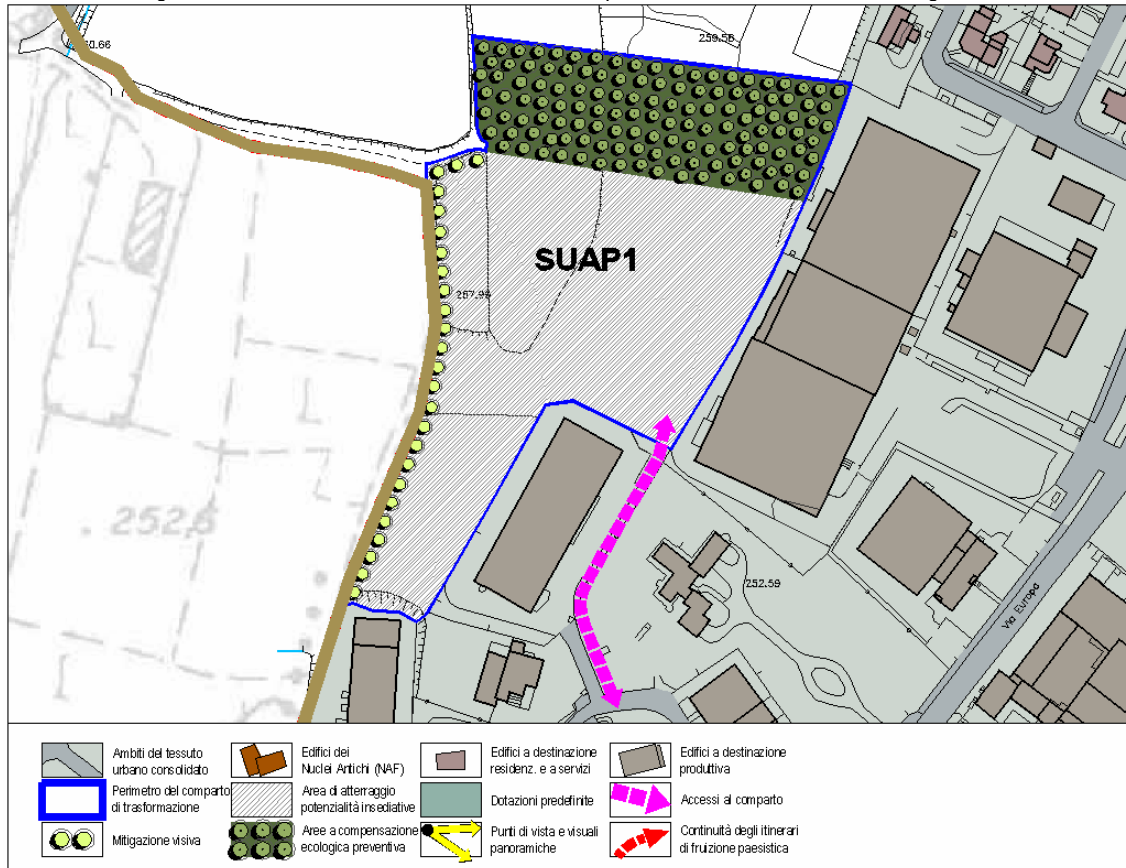 259.56
SUAP1
257.96
252,6
252.59
Via Europa
Ambiti del tessuto
urbano consolidato
Edifici dei
Nuclei Antichi (NAF)
Edifici a destinazione
residenz. e a servizi
Edifici a destinazione
produttiva
Perimetro del comparto
di trasformazione
Area di atterraggio
potenzialità insediative
Dotazioni predefinite
Accessi al comparto
Mitigazione visiva
Aree a compensazione
ecologica preventiva
Punti di vista e visuali
panoramiche
Continuità degli itinerari
di fruizione paesistica